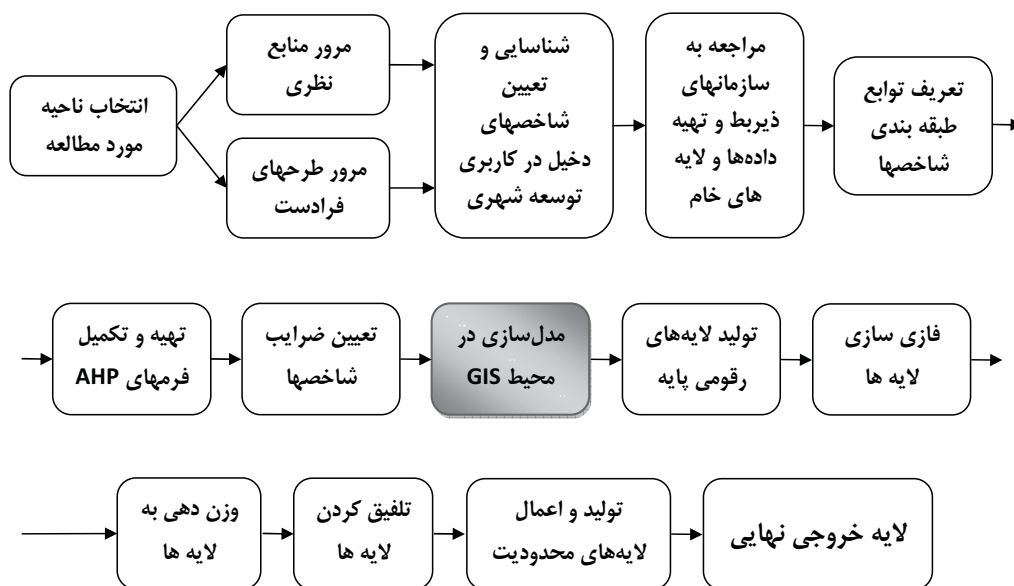 انتخاب ناحیه
مورد مطالعه
مرور منابع
نظری
مرور طرحهای
فرادست
شناسایی و
تعیین
شاخصهای
دخیل در کاربری
توسعه شهری
مراجعه به
سازمانهای
ذیربط و تهیه
داده‌ها و لایه
های خام
تعریف توابع
طبقه بندی
شاخصها
تهیه و تکمیل
فرمهای AHP
تعیین ضرایب
شاخصها
مدل‌سازی در
محیط GIS
تولید لایه‌های
رقومی پایه
فازی سازی
لایه ها
وزن دهی به
لایه ها
تلفیق کردن
لایه ها
تولید و اعمال
لایه‌های محدودیت
لایه خروجی نهایی